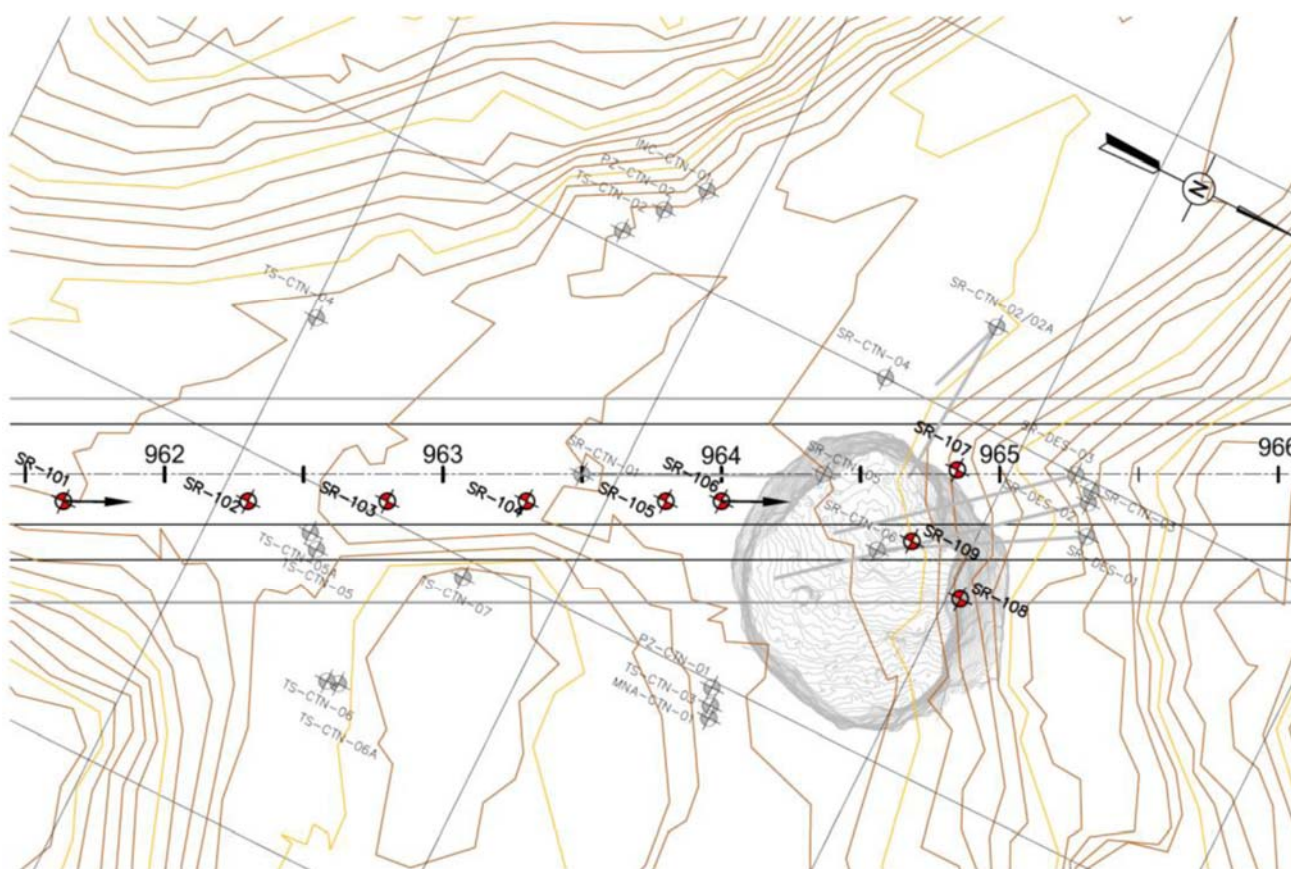 INC-CTN-01
PZ-CTN-02
TS-CTN-02
N
TS-CTN-04
SR-CTN-02/02A
SR-CTN-04
SR-101
962
SR-102
SR-103
963
SR-104
SR-CTN-01
SR-105
SR-106
964
SR-CTN-05
SR-107
965
SR-DES-03
966
SR-DES-02
SR-CTN-03
SR-CTN-06
SR-109
SR-DES-01
SR-108
TS-CTN-05A
TS-CTN-05
TS-CTN-07
PZ-CTN-01
TS-CTN-03
MNA-CTN-01
TS-CTN-06
TS-CTN-06A